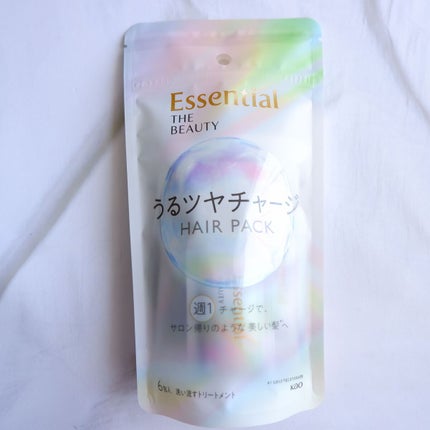 Essential
THE
BEAUTY
うるツヤチャージ
HAIR PACK
週1 チャージで、
サロン帰りのような 美しい髪*へ
6包入 洗い流すトリートメント
Kao